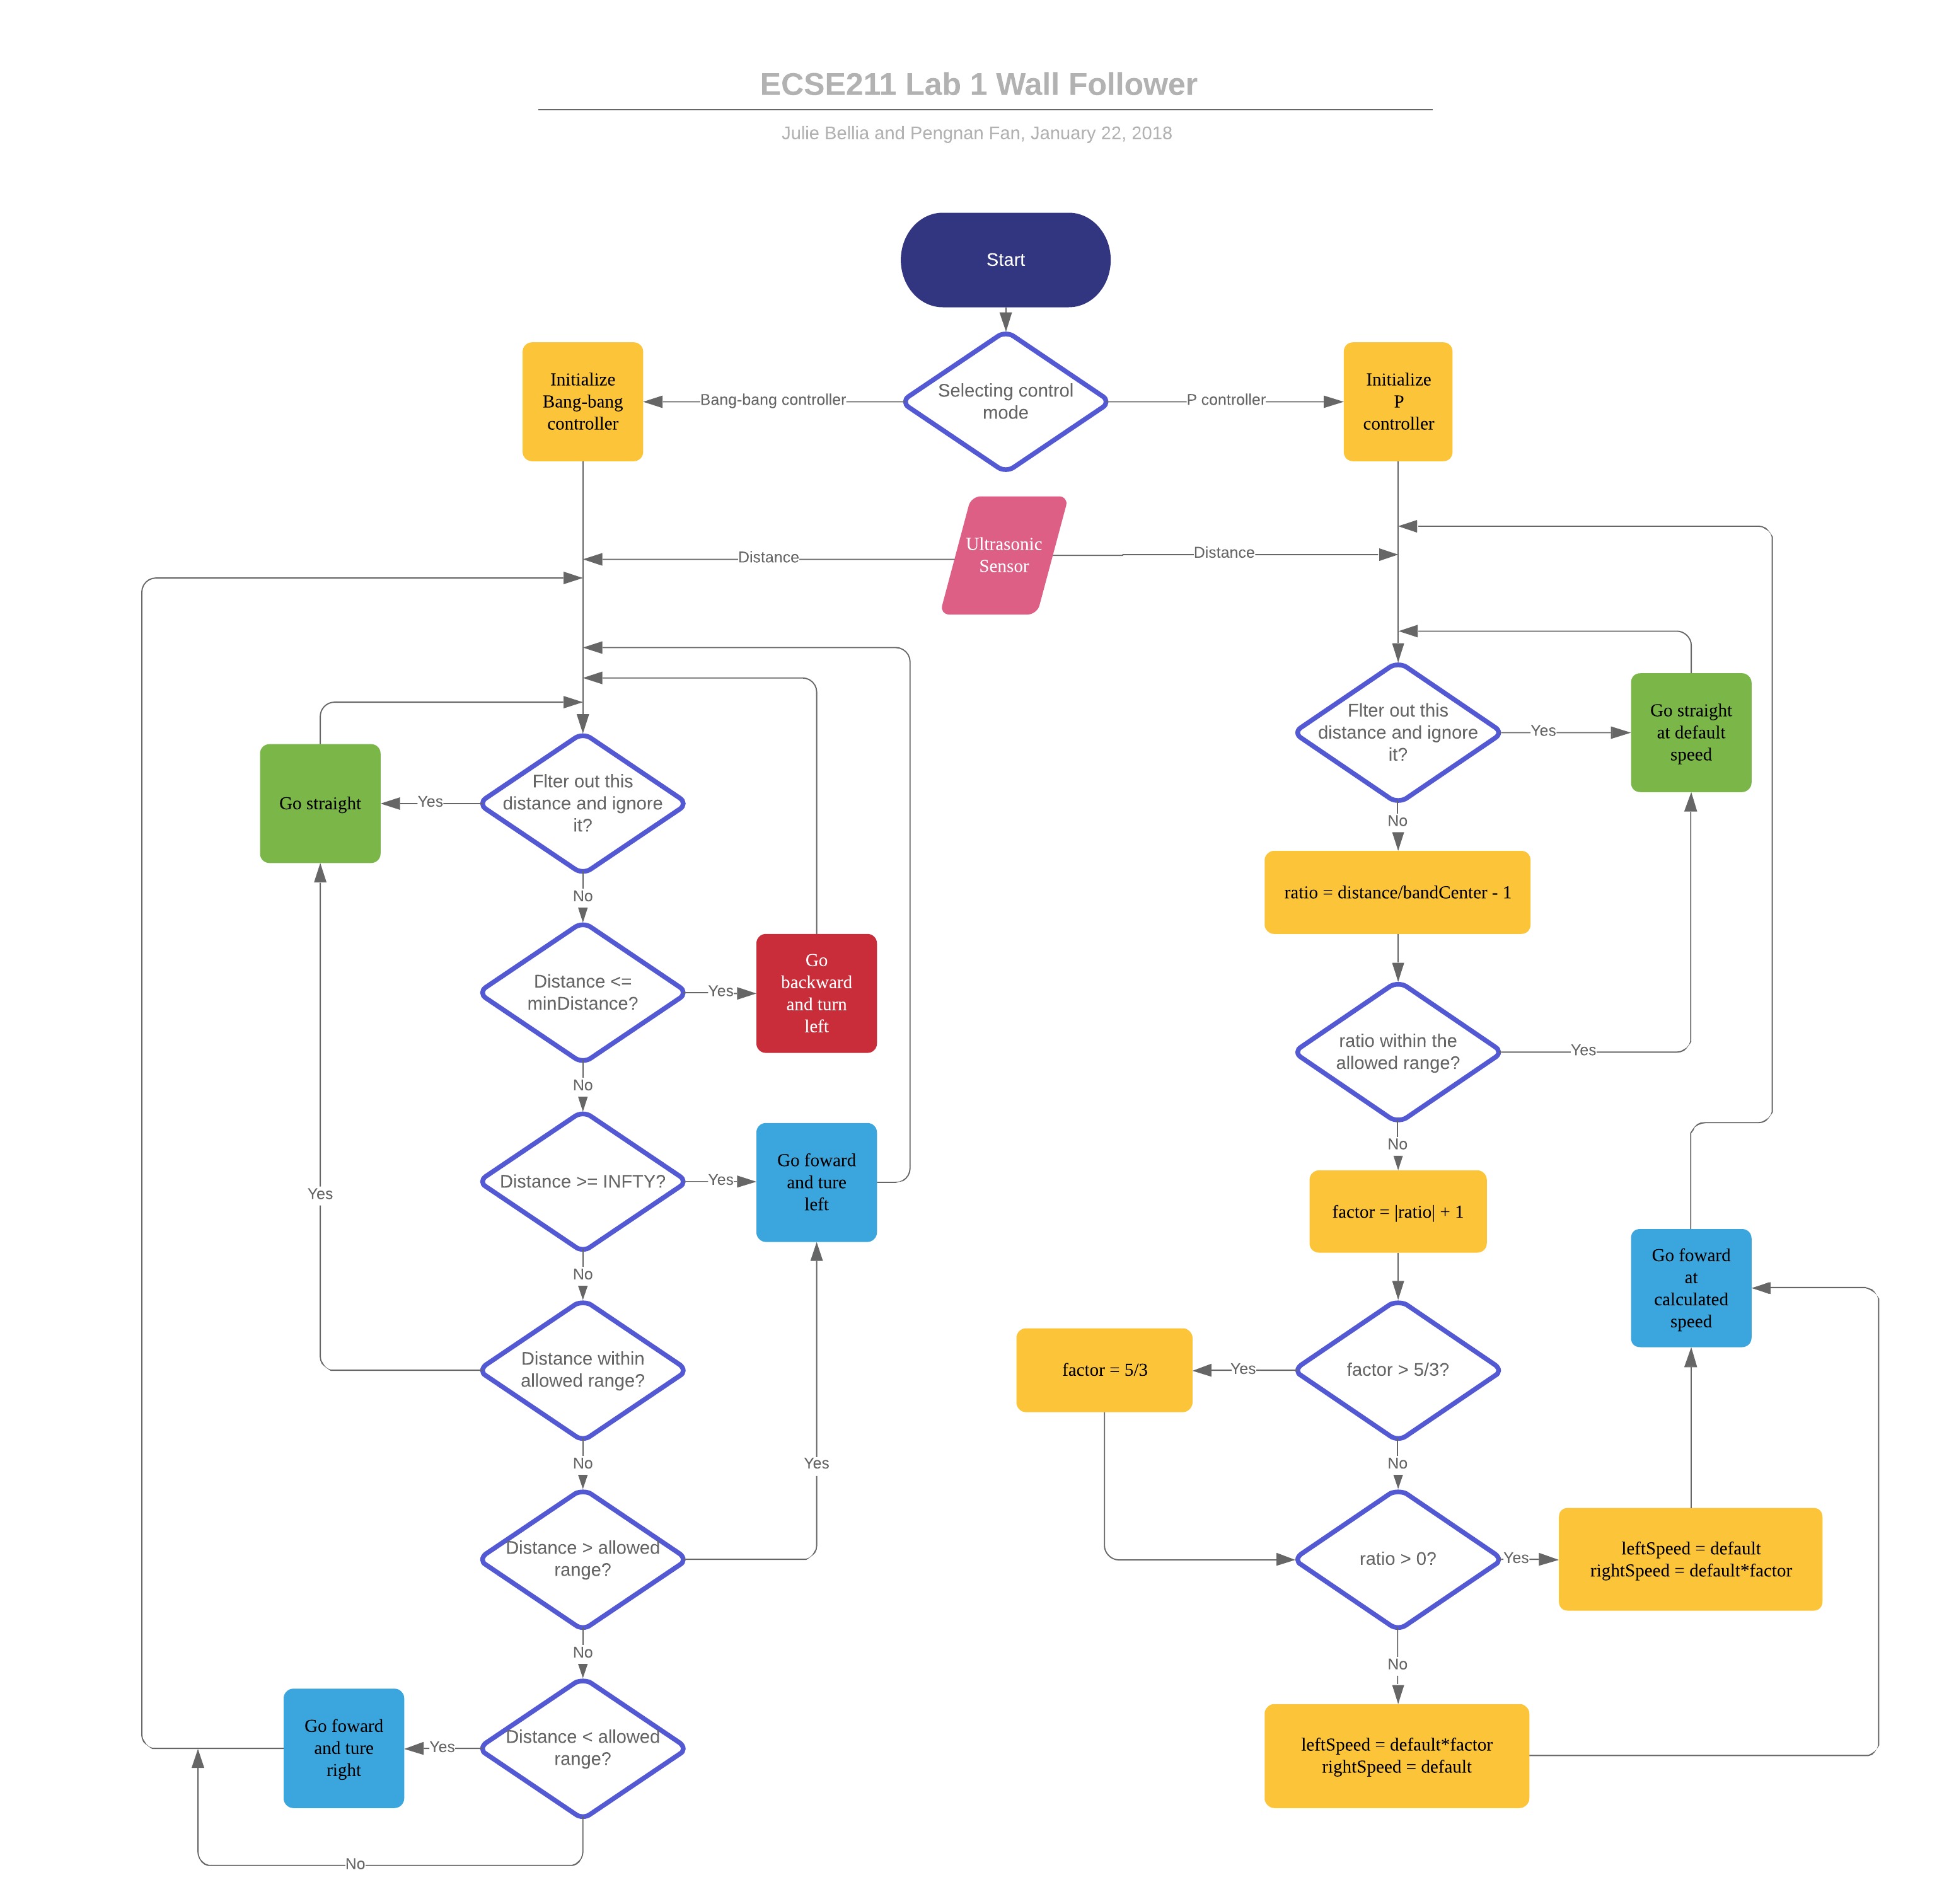 ECSE211 Lab 1 Wall Follower
Julie Bellia and Pengnan Fan, January 22, 2018
Start
Selecting control
mode
Bang-bang controller
P controller
Initialize
Bang-bang
controller
Initialize
P
controller
Ultrasonic
Sensor
Distance
Distance
Flter out this
distance and ignore
it?
Yes
Go straight
No
Distance <=
minDistance?
Yes
Go
backward
and turn
left
No
Distance >= INFTY?
Yes
Go foward
and ture
left
No
Distance within
allowed range?
Yes
No
Distance > allowed
range?
Yes
No
Distance < allowed
range?
Yes
Go foward
and ture
right
No
Flter out this
distance and ignore
it?
Yes
Go straight
at default
speed
No
ratio = distance/bandCenter - 1
ratio within the
allowed range?
Yes
No
factor = |ratio| + 1
factor > 5/3?
Yes
factor = 5/3
No
ratio > 0?
Yes
leftSpeed = default
rightSpeed = default*factor
Go foward
at
calculated
speed
No
leftSpeed = default*factor
rightSpeed = default